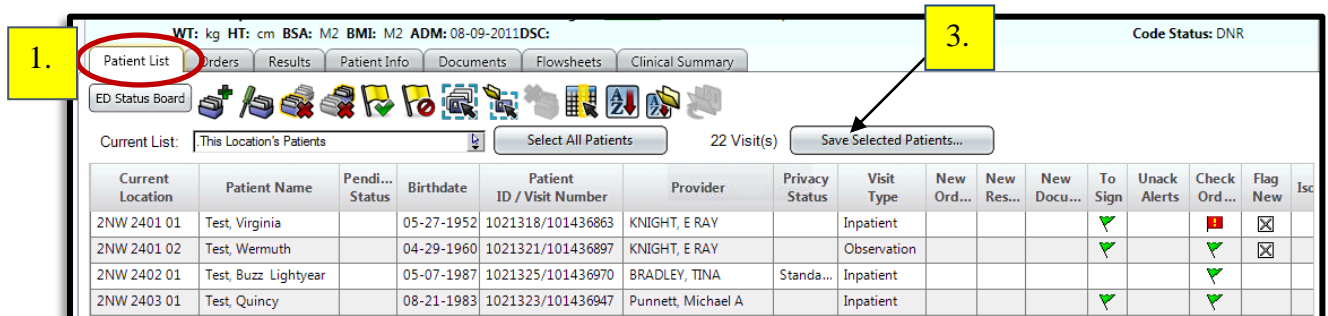 WT: kg HT: cm BSA: M2 BMI: M2 ADM: 08-09-2011DSC: Code Status: DNR
1. 3.
Patient List Orders Results Patient Info Documents Flowsheets Clinical Summary
ED Status Board
Current List: .This Location's Patients Select All Patients 22 Visit(s) Save Selected Patients...
Current Location Patient Name Pendi... Status Birthdate Patient ID / Visit Number Provider Privacy Status Visit Type New Ord... New Res... New Docu... To Sign Unack Alerts Check Ord... Flag New Isc
2NW 2401 01 Test, Virginia 05-27-1952 1021318/101436863 KNIGHT, E RAY Inpatient
2NW 2401 02 Test, Wermuth 04-29-1960 1021321/101436897 KNIGHT, E RAY Observation
2NW 2402 01 Test, Buzz Lightyear 05-07-1987 1021325/101436970 BRADLEY, TINA Standa... Inpatient
2NW 2403 01 Test, Quincy 08-21-1983 1021323/101436947 Punnett, Michael A Inpatient